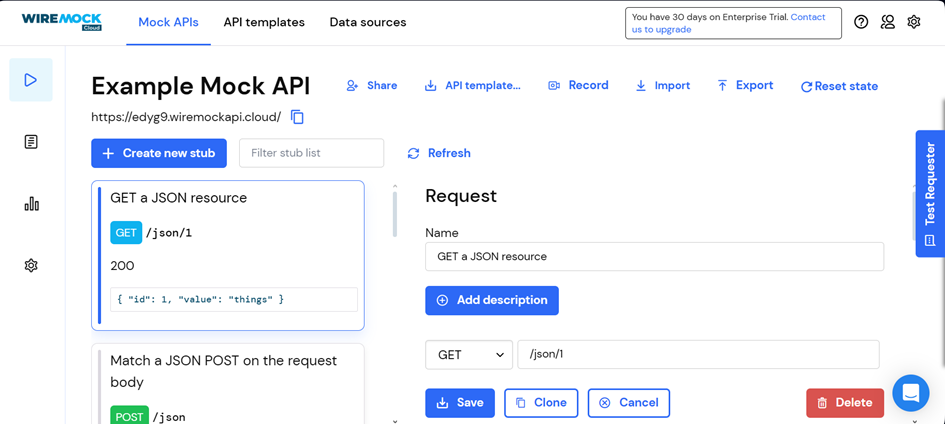 WIREMOCK
Cloud
Mock APIs
API templates
Data sources
You have 30 days on Enterprise Trial. Contact
us to upgrade
Example Mock API
Share
API template...
Record
Import
Export
Reset state
https://edyg9.wiremockapi.cloud/
Create new stub
Filter stub list
Refresh
GET a JSON resource
GET /json/1
200
{ "id": 1, "value": "things" }
Match a JSON POST on the request
body
POST /json
Request
Name
GET a JSON resource
Add description
GET
/json/1
Save
Clone
Cancel
Delete
Test Requester